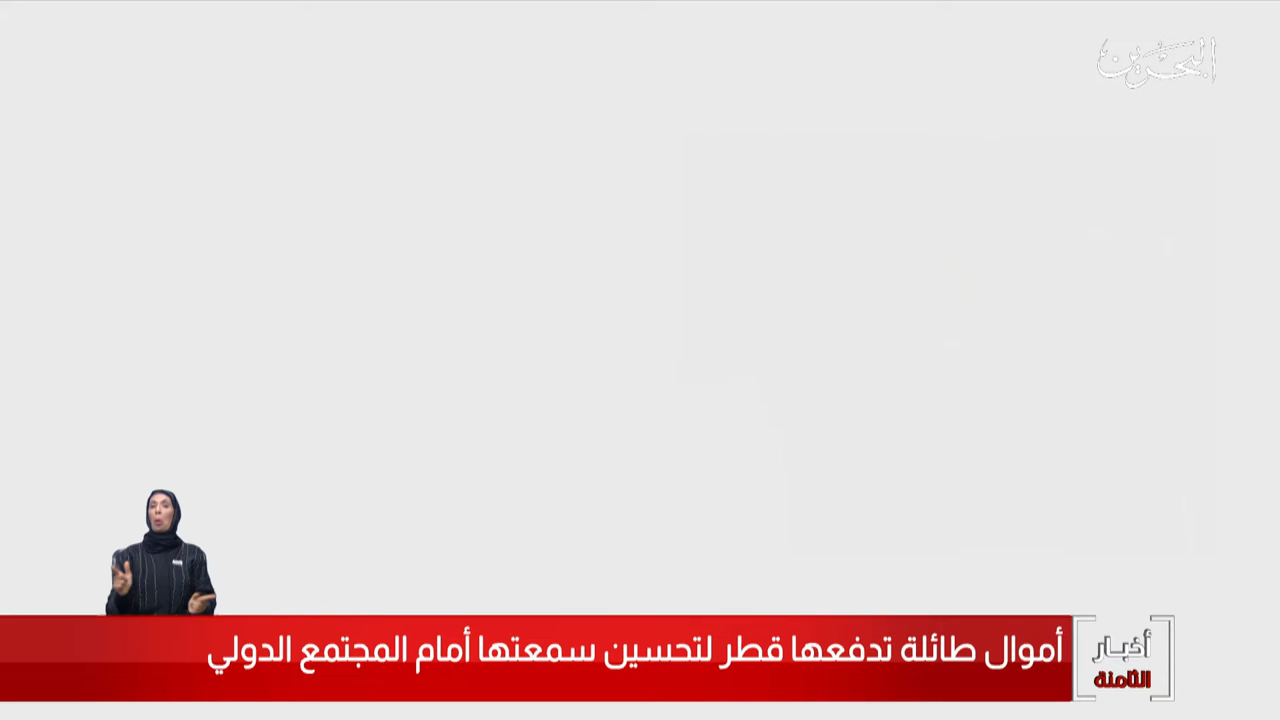 البحرين
أموال طائلة تدفعها قطر لتحسين سمعتها أمام المجتمع الدولي
أخبار
الثامنة